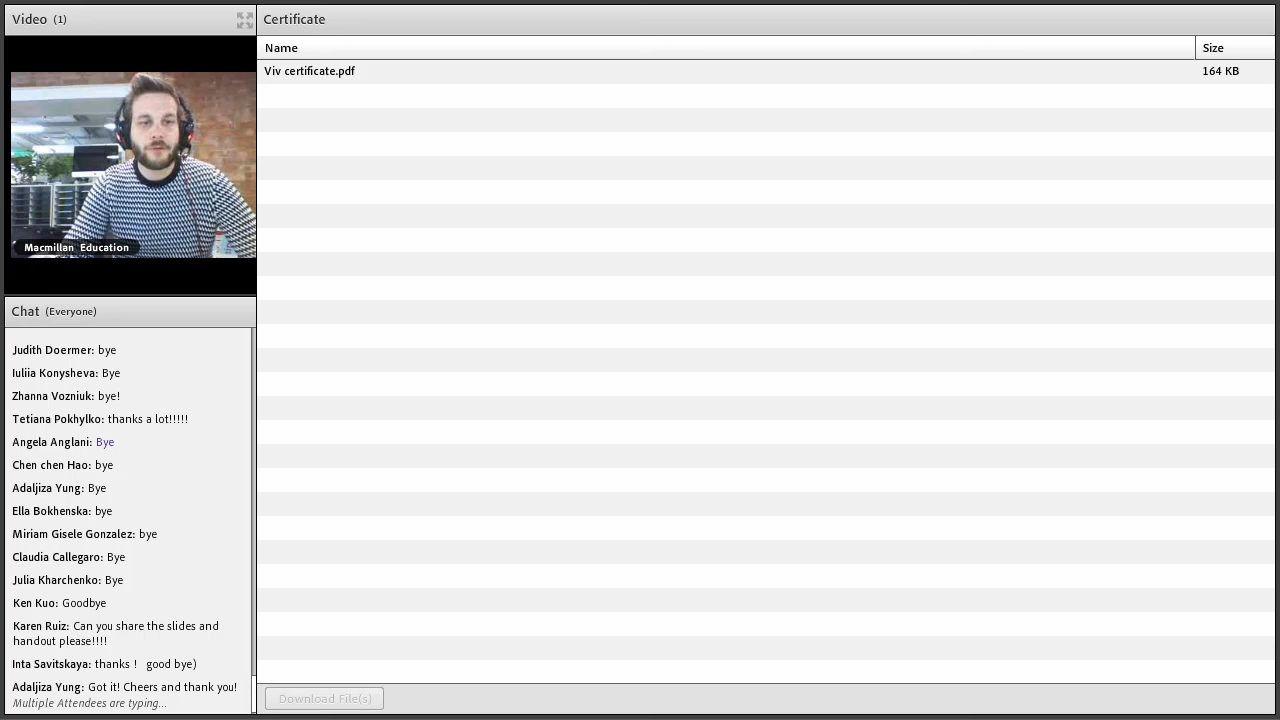 Video (1)
Macmillan Education
Chat (Everyone)
Judith Doermer: bye
Iuliia Konysheva: Bye
Zhanna Vozniuk: bye!
Tetiana Pokhylko: thanks a lot!!!!!
Angela Anglani: Bye
Chen chen Hao: bye
Adaljiza Yung: Bye
Ella Bokhenska: bye
Miriam Gisele Gonzalez: bye
Claudia Callegaro: Bye
Julia Kharchenko: Bye
Ken Kuo: Goodbye
Karen Ruiz: Can you share the slides and
handout please!!!!
Inta Savitskaya: thanks ! good bye)
Adaljiza Yung: Got it! Cheers and thank you!
Multiple Attendees are typing...
Certificate
Name Size
Viv certificate.pdf 164 KB
Download File(s)